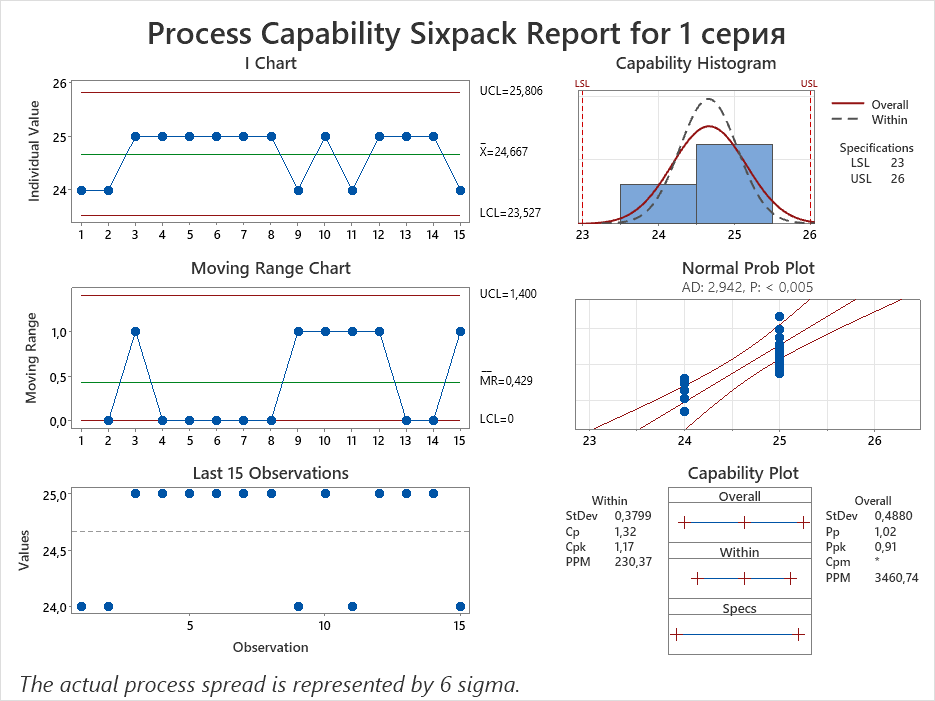 Process Capability Sixpack Report for 1 серия
I Chart
Individual Value
26
25
24
UCL=25,806
X̄=24,667
LCL=23,527
1 2 3 4 5 6 7 8 9 10 11 12 13 14 15
Capability Histogram
LSL USL
23 24 25 26
Overall
Within
Specifications
LSL 23
USL 26
Moving Range Chart
Moving Range
1,0
0,5
0,0
UCL=1,400
M̅R̅=0,429
LCL=0
1 2 3 4 5 6 7 8 9 10 11 12 13 14 15
Normal Prob Plot
AD: 2,942, P: < 0,005
23 24 25 26
Last 15 Observations
Values
25,0
24,5
24,0
5 10 15
Observation
Capability Plot
Within
StDev 0,3799
Cp 1,32
Cpk 1,17
PPM 230,37
Overall
Within
Specs
Overall
StDev 0,4880
Pp 1,02
Ppk 0,91
Cpm *
PPM 3460,74
The actual process spread is represented by 6 sigma.